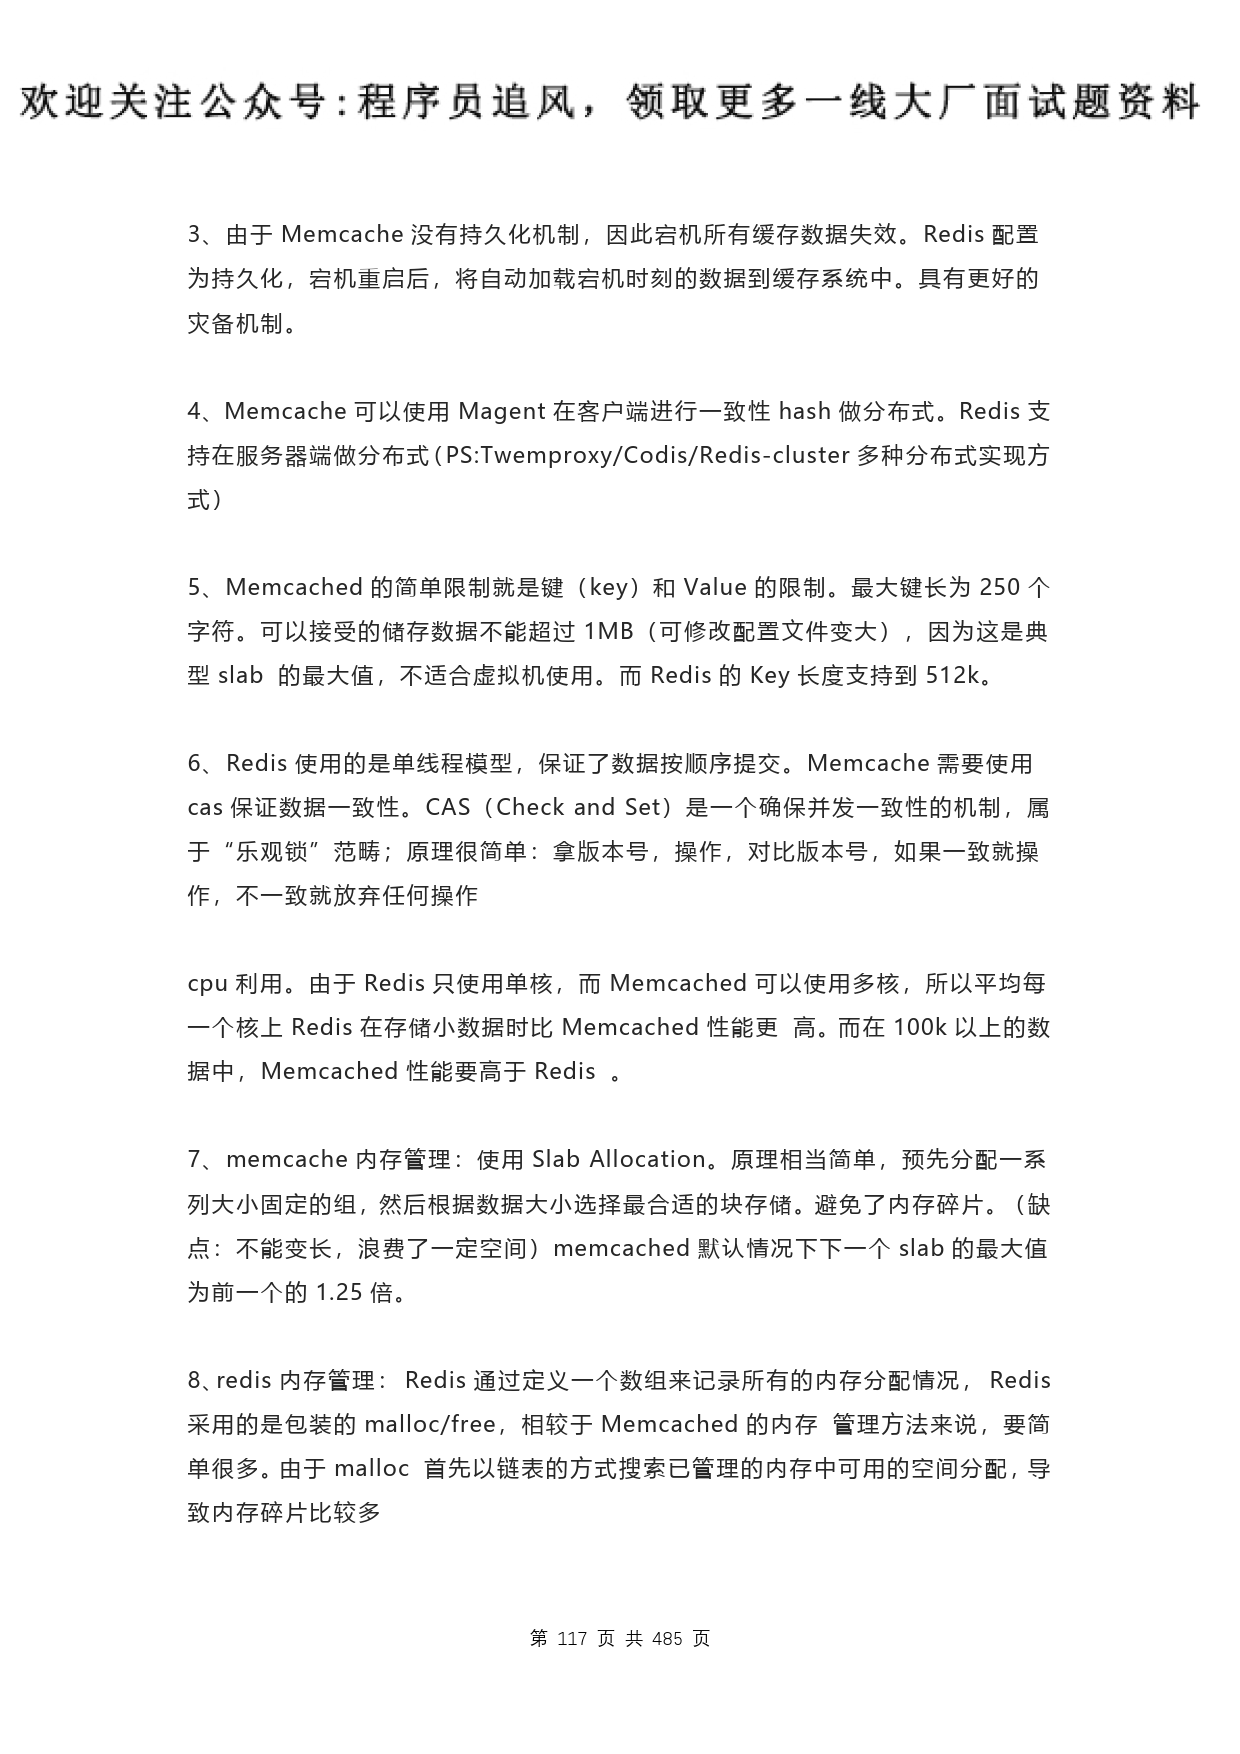 欢迎关注公众号:程序员追风，领取更多一线大厂面试题资料
3、由于 Memcache 没有持久化机制，因此宕机所有缓存数据失效。Redis 配置
为持久化，宕机重启后，将自动加载宕机时刻的数据到缓存系统中。具有更好的
灾备机制。
4、Memcache 可以使用 Magent 在客户端进行一致性 hash 做分布式。Redis 支
持在服务器端做分布式（PS:Twemproxy/Codis/Redis-cluster 多种分布式实现方
式）
5、Memcached 的简单限制就是键（key）和 Value 的限制。最大键长为 250 个
字符。可以接受的储存数据不能超过 1MB（可修改配置文件变大），因为这是典
型 slab 的最大值，不适合虚拟机使用。而 Redis 的 Key 长度支持到 512k。
6、Redis 使用的是单线程模型，保证了数据按顺序提交。Memcache 需要使用
cas 保证数据一致性。CAS（Check and Set）是一个确保并发一致性的机制，属
于“乐观锁”范畴；原理很简单：拿版本号，操作，对比版本号，如果一致就操
作，不一致就放弃任何操作
cpu 利用。由于 Redis 只使用单核，而 Memcached 可以使用多核，所以平均每
一个核上 Redis 在存储小数据时比 Memcached 性能更 高。而在 100k 以上的数
据中，Memcached 性能要高于 Redis 。
7、memcache 内存管理：使用 Slab Allocation。原理相当简单，预先分配一系
列大小固定的组，然后根据数据大小选择最合适的块存储。避免了内存碎片。（缺
点：不能变长，浪费了一定空间）memcached 默认情况下下一个 slab 的最大值
为前一个的 1.25 倍。
8、redis 内存管理： Redis 通过定义一个数组来记录所有的内存分配情况， Redis
采用的是包装的 malloc/free，相较于 Memcached 的内存 管理方法来说，要简
单很多。由于 malloc 首先以链表的方式搜索已管理的内存中可用的空间分配，导
致内存碎片比较多
第 117 页 共 485 页